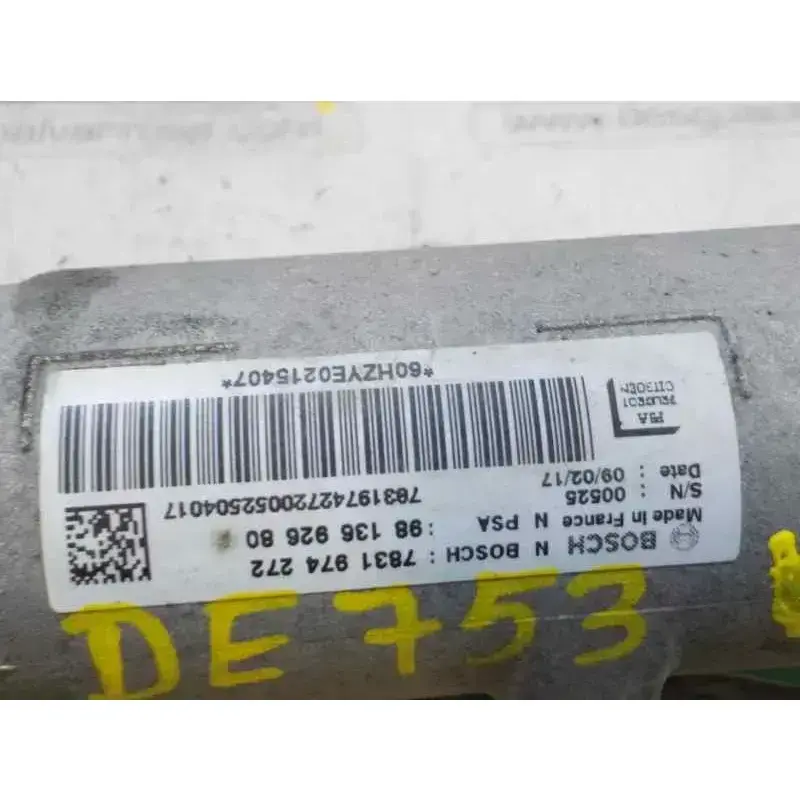 BOSCH N BOSCH : 7831 974 272
Made In France N PSA : 98 136 926 80
S/N : 00525
Date : 09/02/17
7831974272005250401​7
PSA
PEUGEOT
CITROEN
*60HZYE0215407*
DE753